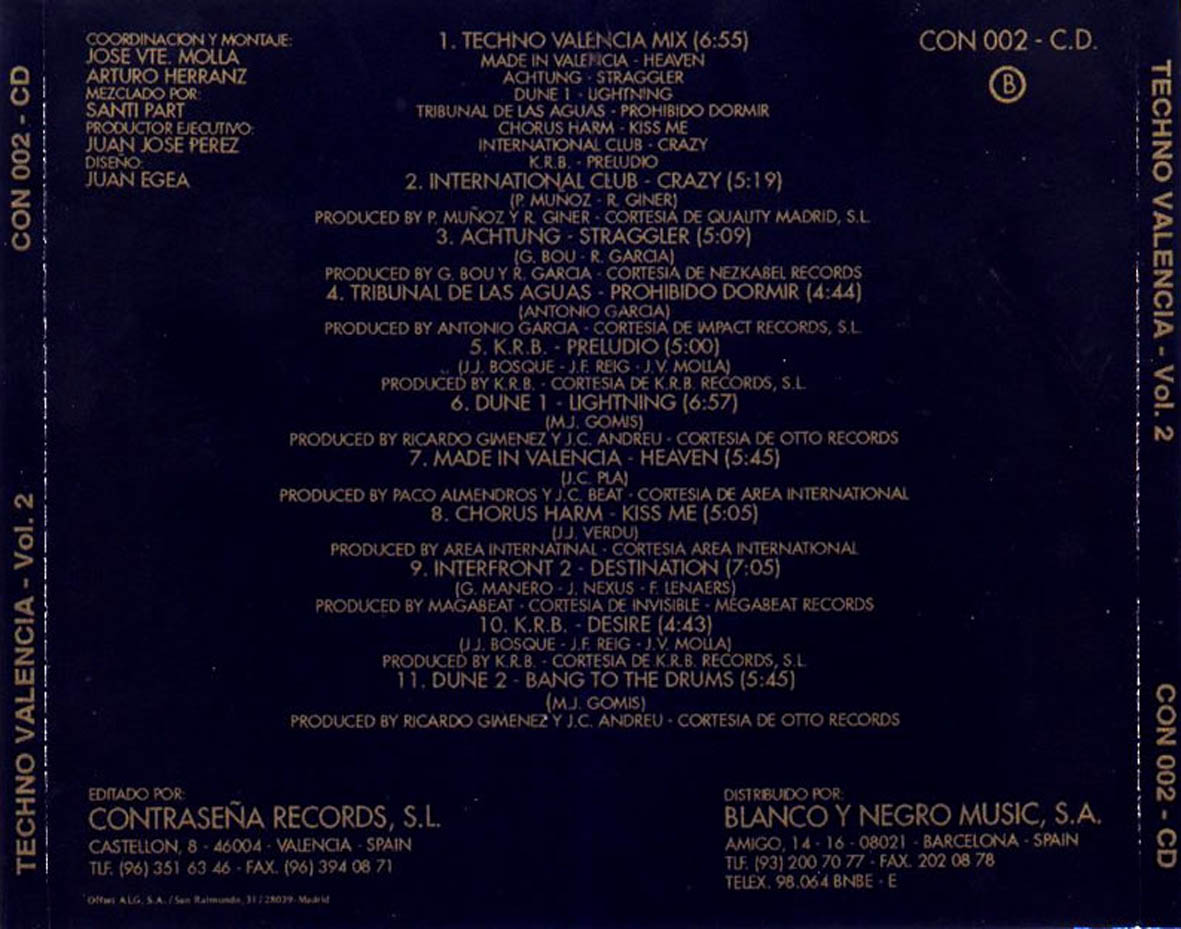 COORDINACION Y MONTAJE:
JOSE VTE. MOLLA
ARTURO HERRANZ
MEZCLADO POR:
SANTI PART
PRODUCTOR EJECUTIVO:
JUAN JOSE PEREZ
DISEÑO:
JUAN EGEA
1. TECHNO VALENCIA MIX (6:55)
MADE IN VALENCIA - HEAVEN
ACHTUNG - STRAGGLER
DUNE 1 - LIGHTNING
TRIBUNAL DE LAS AGUAS - PROHIBIDO DORMIR
CHORUS HARM - KISS ME
INTERNATIONAL CLUB - CRAZY
K.R.B. - PRELUDIO
2. INTERNATIONAL CLUB - CRAZY (5:19)
(P. MUÑOZ - R. GINER)
PRODUCED BY P. MUÑOZ Y R. GINER - CORTESIA DE QUALITY MADRID, S.L.
3. ACHTUNG - STRAGGLER (5:09)
(G. BOU - R. GARCIA)
PRODUCED BY G. BOU Y R. GARCIA - CORTESIA DE NEZKABEL RECORDS
4. TRIBUNAL DE LAS AGUAS - PROHIBIDO DORMIR (4:44)
(ANTONIO GARCIA)
PRODUCED BY ANTONIO GARCIA - CORTESIA DE IMPACT RECORDS, S.L.
5. K.R.B. - PRELUDIO (5:00)
(J.J. BOSQUE - J.F. REIG - J.V. MOLLA)
PRODUCED BY K.R.B. - CORTESIA DE K.R.B. RECORDS, S.L.
6. DUNE 1 - LIGHTNING (6:57)
(M.J. GOMIS)
PRODUCED BY RICARDO GIMENEZ Y J.C. ANDREU - CORTESIA DE OTTO RECORDS
7. MADE IN VALENCIA - HEAVEN (5:45)
(J.C. PLA)
PRODUCED BY PACO ALMENDROS Y J.C. BEAT - CORTESIA DE AREA INTERNATIONAL
8. CHORUS HARM - KISS ME (5:05)
(J.J. VERDU)
PRODUCED BY AREA INTERNATINAL - CORTESIA AREA INTERNATIONAL
9. INTERFRONT 2 - DESTINATION (7:05)
(G. MANERO - J. NEXUS - F. LENAERS)
PRODUCED BY MAGABEAT - CORTESIA DE INVISIBLE - MEGABEAT RECORDS
10. K.R.B. - DESIRE (4:43)
(J.J. BOSQUE - J.F. REIG - J.V. MOLLA)
PRODUCED BY K.R.B. - CORTESIA DE K.R.B. RECORDS, S.L.
11. DUNE 2 - BANG TO THE DRUMS (5:45)
(M.J. GOMIS)
PRODUCED BY RICARDO GIMENEZ Y J.C. ANDREU - CORTESIA DE OTTO RECORDS
CON 002 - C.D.
B
EDITADO POR:
CONTRASEÑA RECORDS, S.L.
CASTELLON, 8 - 46004 - VALENCIA - SPAIN
TLF. (96) 351 63 46 - FAX. (96) 394 08 71
Offset A.L.G. S.A. / San Raimundo, 31 / 28039 - Madrid
DISTRIBUIDO POR:
BLANCO Y NEGRO MUSIC, S.A.
AMIGO, 14 - 16 - 08021 - BARCELONA - SPAIN
TLF. (93) 200 70 77 - FAX. 202 08 78
TELEX. 98.064 BNBE - E
TECHNO VALENCIA - Vol. 2
CON 002 - CD
TECHNO VALENCIA - Vol. 2
CON 002 - CD